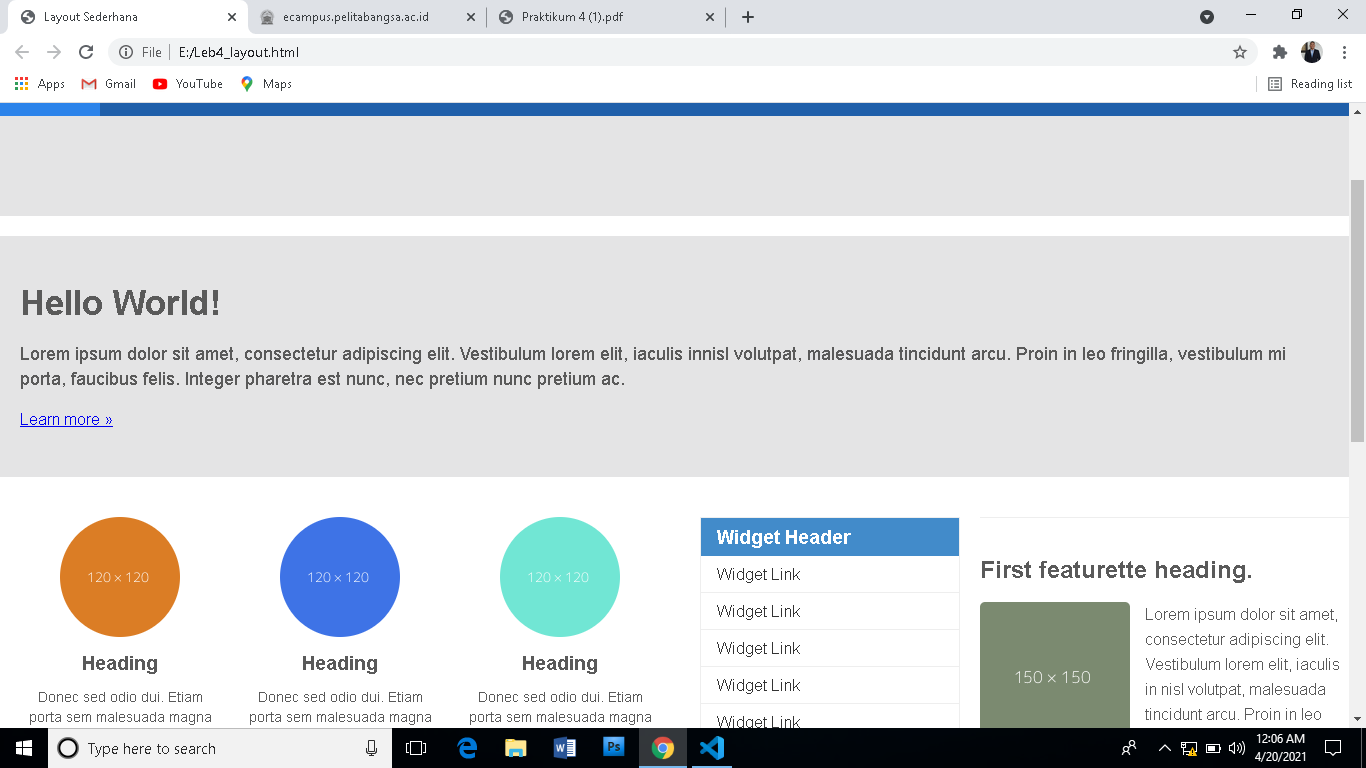 Layout Sederhana
ecampus.pelitabangsa.ac.id
Praktikum 4 (1).pdf
File
E:/Leb4_layout.html
Apps
Gmail
YouTube
Maps
Reading list
Hello World!
Lorem ipsum dolor sit amet, consectetur adipiscing elit. Vestibulum lorem elit, iaculis innisl volutpat, malesuada tincidunt arcu. Proin in leo fringilla, vestibulum mi
porta, faucibus felis. Integer pharetra est nunc, nec pretium nunc pretium ac.
Learn more »
120 × 120
Heading
Donec sed odio dui. Etiam
porta sem malesuada magna
120 × 120
Heading
Donec sed odio dui. Etiam
porta sem malesuada magna
120 × 120
Heading
Donec sed odio dui. Etiam
porta sem malesuada magna
Widget Header
Widget Link
Widget Link
Widget Link
Widget Link
Widget Link
First featurette heading.
150 × 150
Lorem ipsum dolor sit amet,
consectetur adipiscing elit.
Vestibulum lorem elit, iaculis
in nisl volutpat, malesuada
tincidunt arcu. Proin in leo
Type here to search
Ps
12:06 AM
4/20/2021